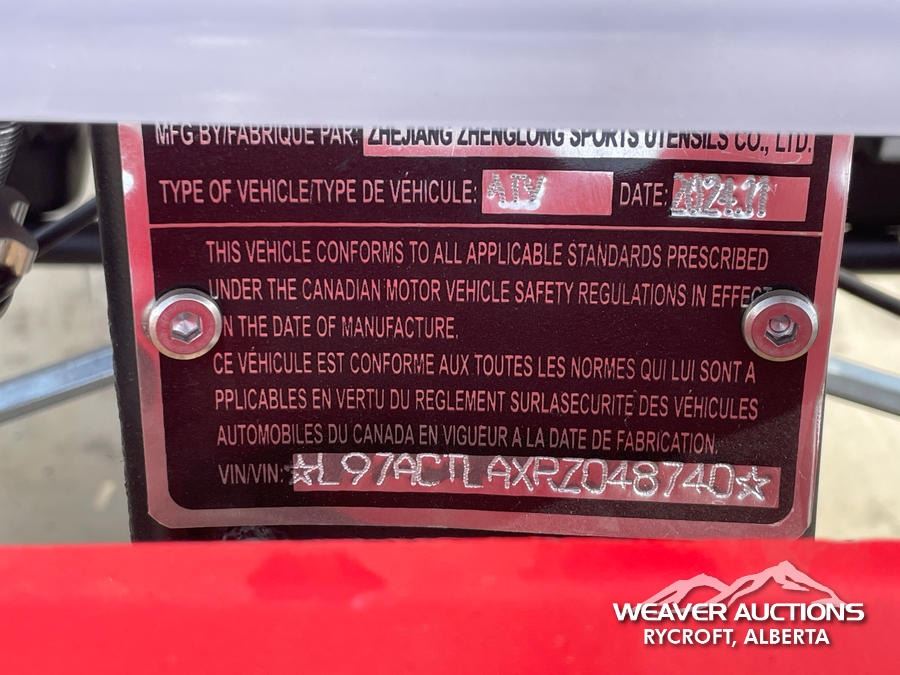 MFG BY/FABRIQUE PAR: ZHEJIANG ZHENGLONG SPORTS UTENSILS CO., LTD.
TYPE OF VEHICLE/TYPE DE VÉHICULE: ATV DATE: 2024.11
THIS VEHICLE CONFORMS TO ALL APPLICABLE STANDARDS PRESCRIBED
UNDER THE CANADIAN MOTOR VEHICLE SAFETY REGULATIONS IN EFFECT
ON THE DATE OF MANUFACTURE.
CE VÉHICULE EST CONFORME AUX TOUTES LES NORMES QUI LUI SONT A
PPLICABLES EN VERTU DU REGLEMENT SURLASECURITE DES VÉHICULES
AUTOMOBILES DU CANADA EN VIGUEUR A LA DATE DE FABRICATION.
VIN/VIN: ☆L97ACTLAXRZ048740☆
WEAVER AUCTIONS
RYCROFT, ALBERTA